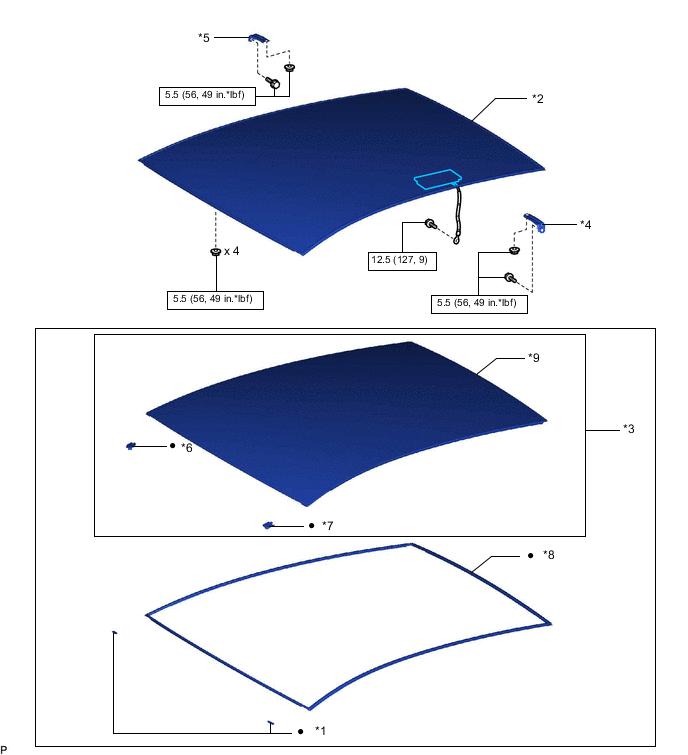 *5
5.5 (56, 49 in.*lbf)
*2
*4
x 4
12.5 (127, 9)
5.5 (56, 49 in.*lbf)
5.5 (56, 49 in.*lbf)
*9
*3
● *6
● *7
● *8
● *1
P